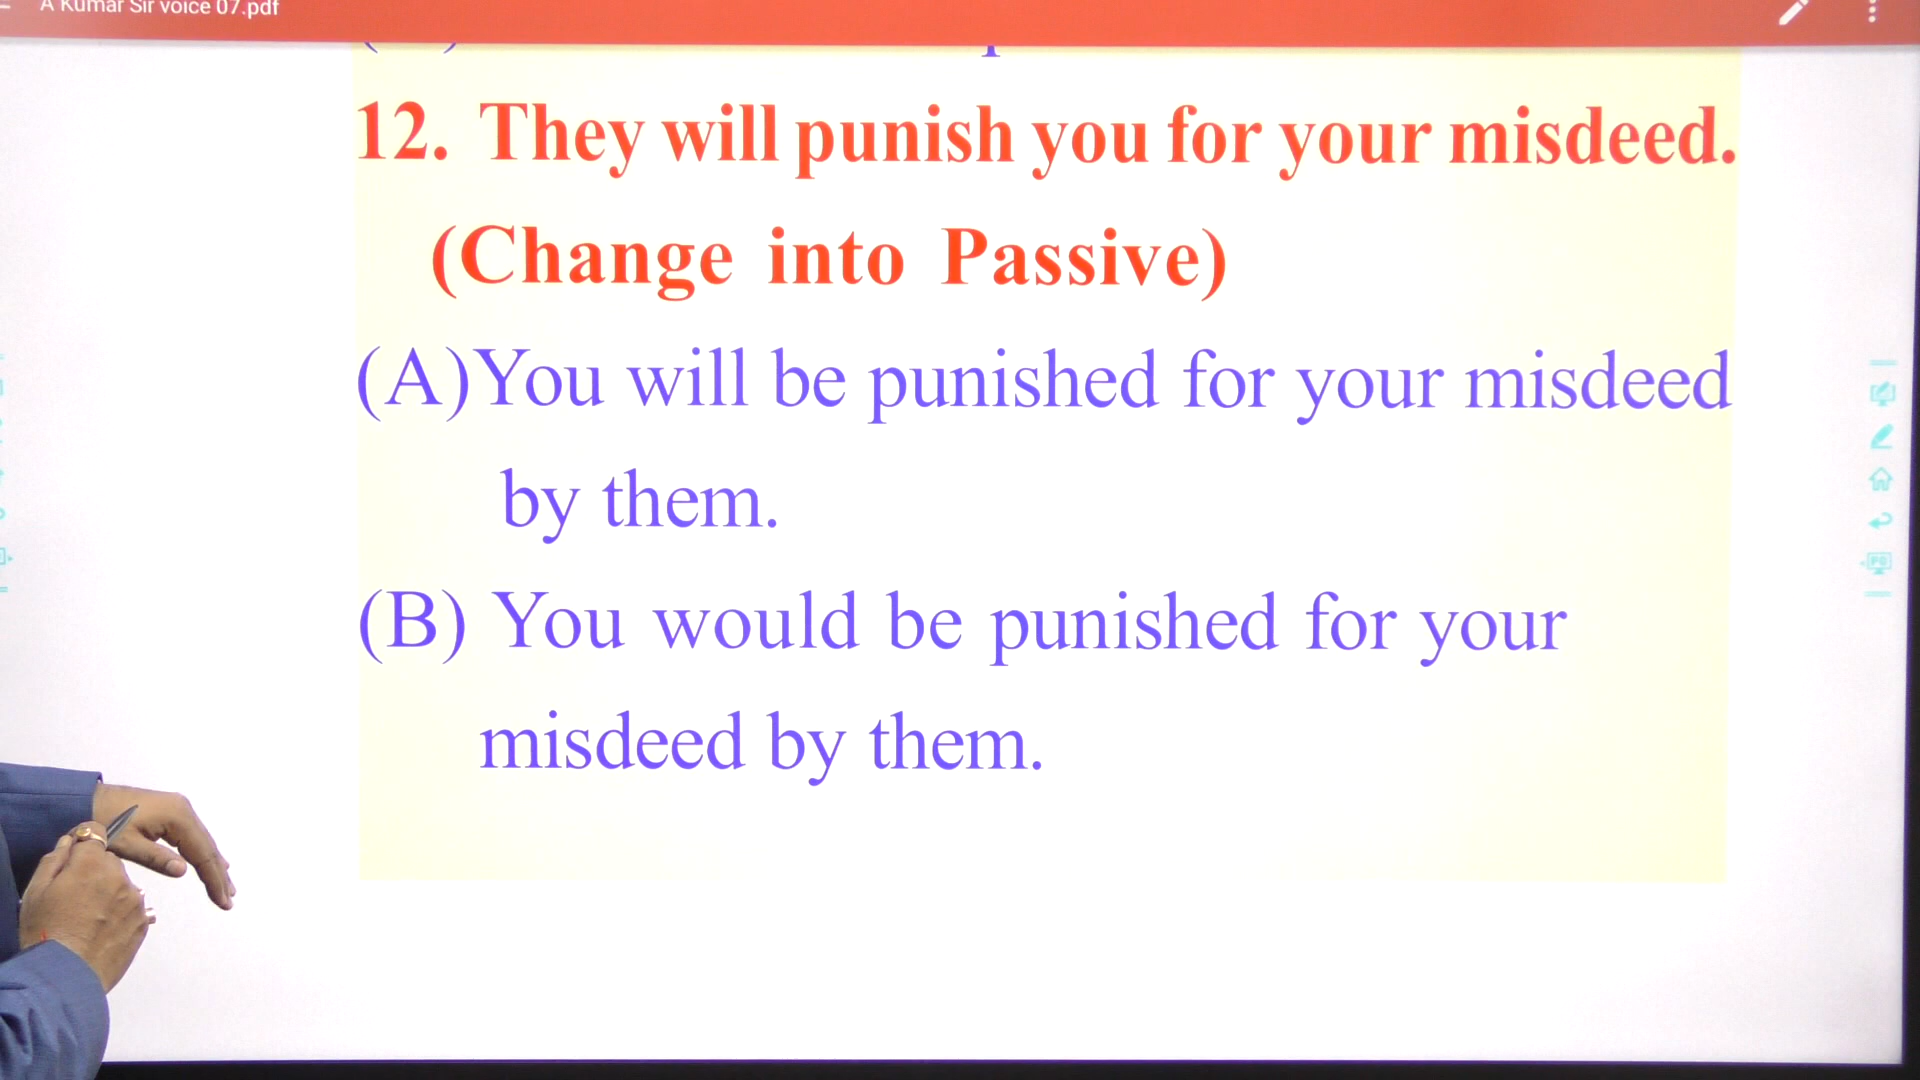 A Kumar Sir voice 07.pdf
12. They will punish you for your misdeed.
(Change into Passive)
(A)You will be punished for your misdeed
by them.
(B) You would be punished for your
misdeed by them.